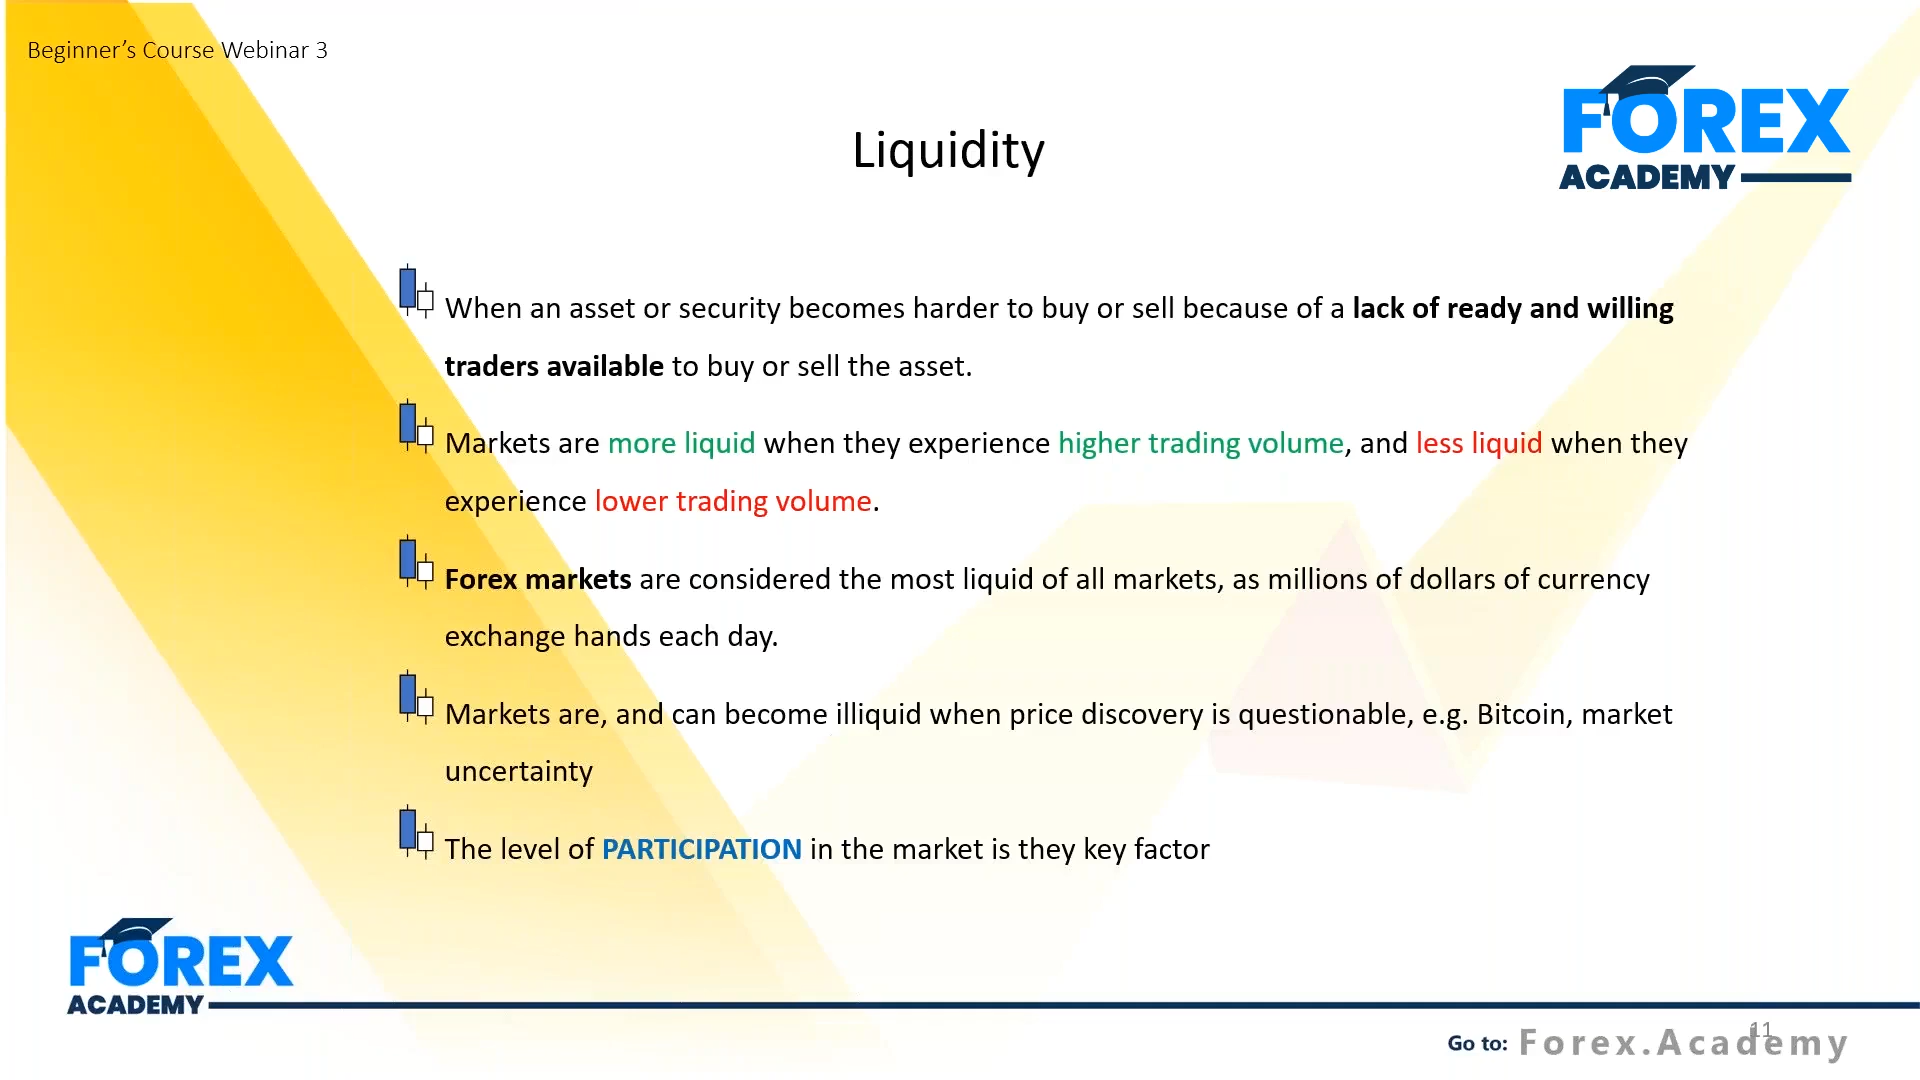 Beginner’s Course Webinar 3
FOREX
ACADEMY
Liquidity
When an asset or security becomes harder to buy or sell because of a lack of ready and willing
traders available to buy or sell the asset.
Markets are more liquid when they experience higher trading volume, and less liquid when they
experience lower trading volume.
Forex markets are considered the most liquid of all markets, as millions of dollars of currency
exchange hands each day.
Markets are, and can become illiquid when price discovery is questionable, e.g. Bitcoin, market
uncertainty
The level of PARTICIPATION in the market is they key factor
FOREX
ACADEMY
11
Go to: Forex.Academy